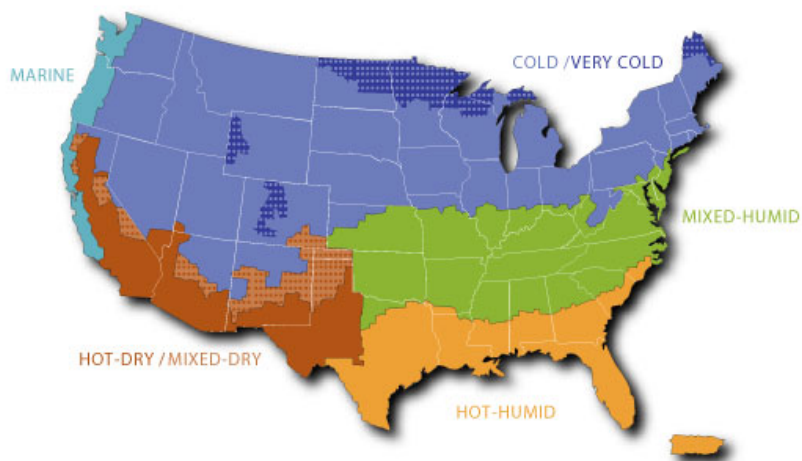 MARINE
COLD / VERY COLD
MIXED-HUMID
HOT-DRY / MIXED-DRY
HOT-HUMID